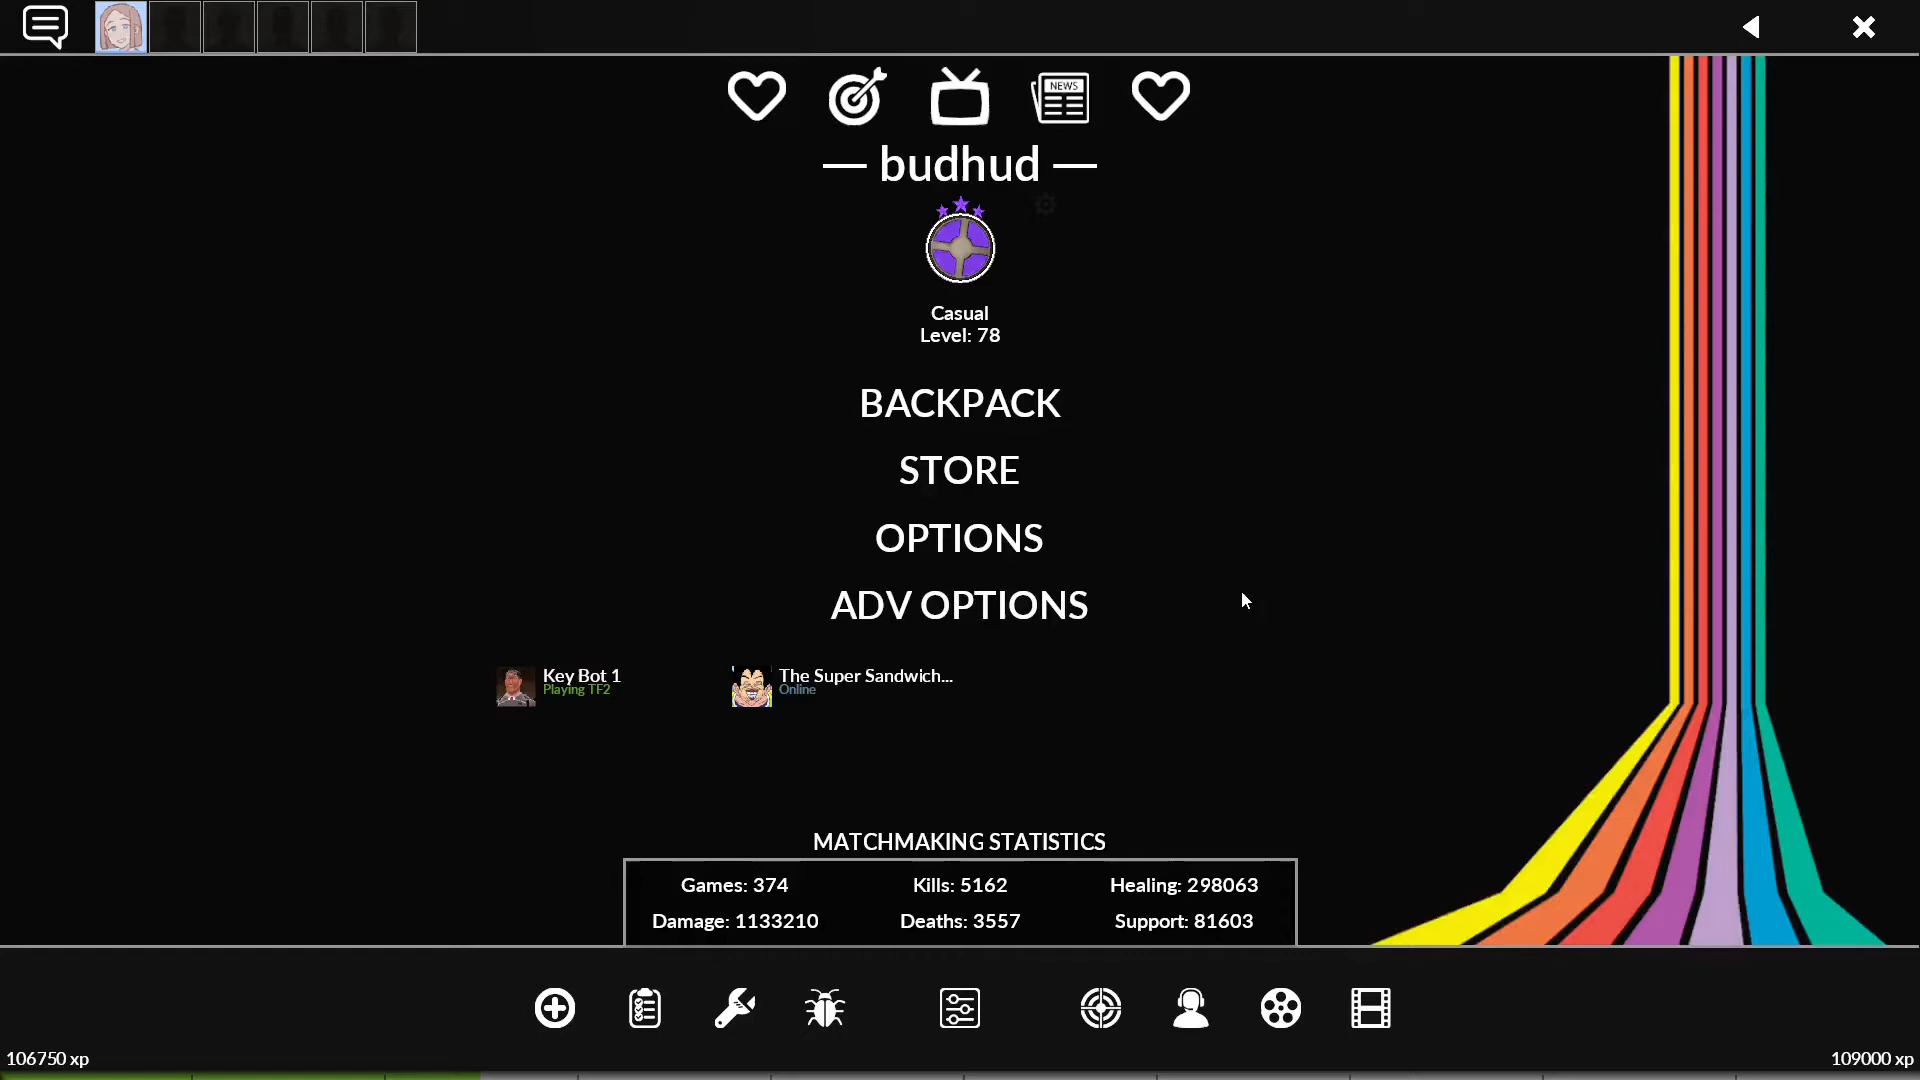 NEWS
— budhud —
Casual
Level: 78
BACKPACK
STORE
OPTIONS
ADV OPTIONS
Key Bot 1
Playing TF2
The Super Sandwich...
Online
MATCHMAKING STATISTICS
Games: 374 Kills: 5162 Healing: 298063
Damage: 1133210 Deaths: 3557 Support: 81603
106750 xp 109000 xp